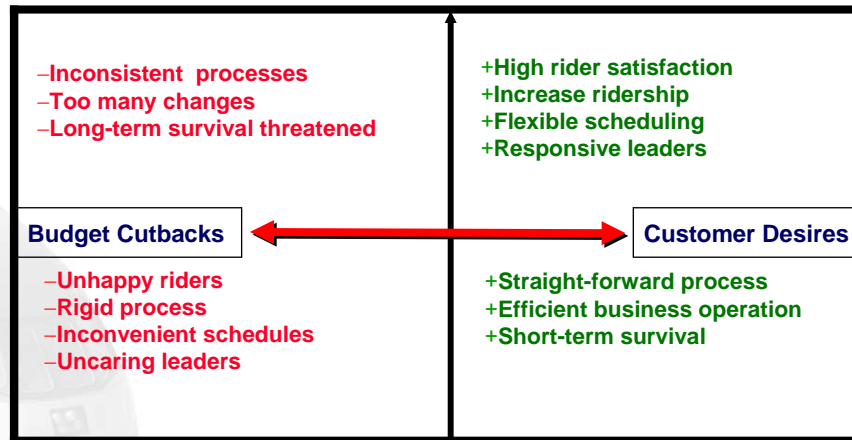 –Inconsistent processes
–Too many changes
–Long-term survival threatened
+High rider satisfaction
+Increase ridership
+Flexible scheduling
+Responsive leaders
Budget Cutbacks
Customer Desires
–Unhappy riders
–Rigid process
–Inconvenient schedules
–Uncaring leaders
+Straight-forward process
+Efficient business operation
+Short-term survival